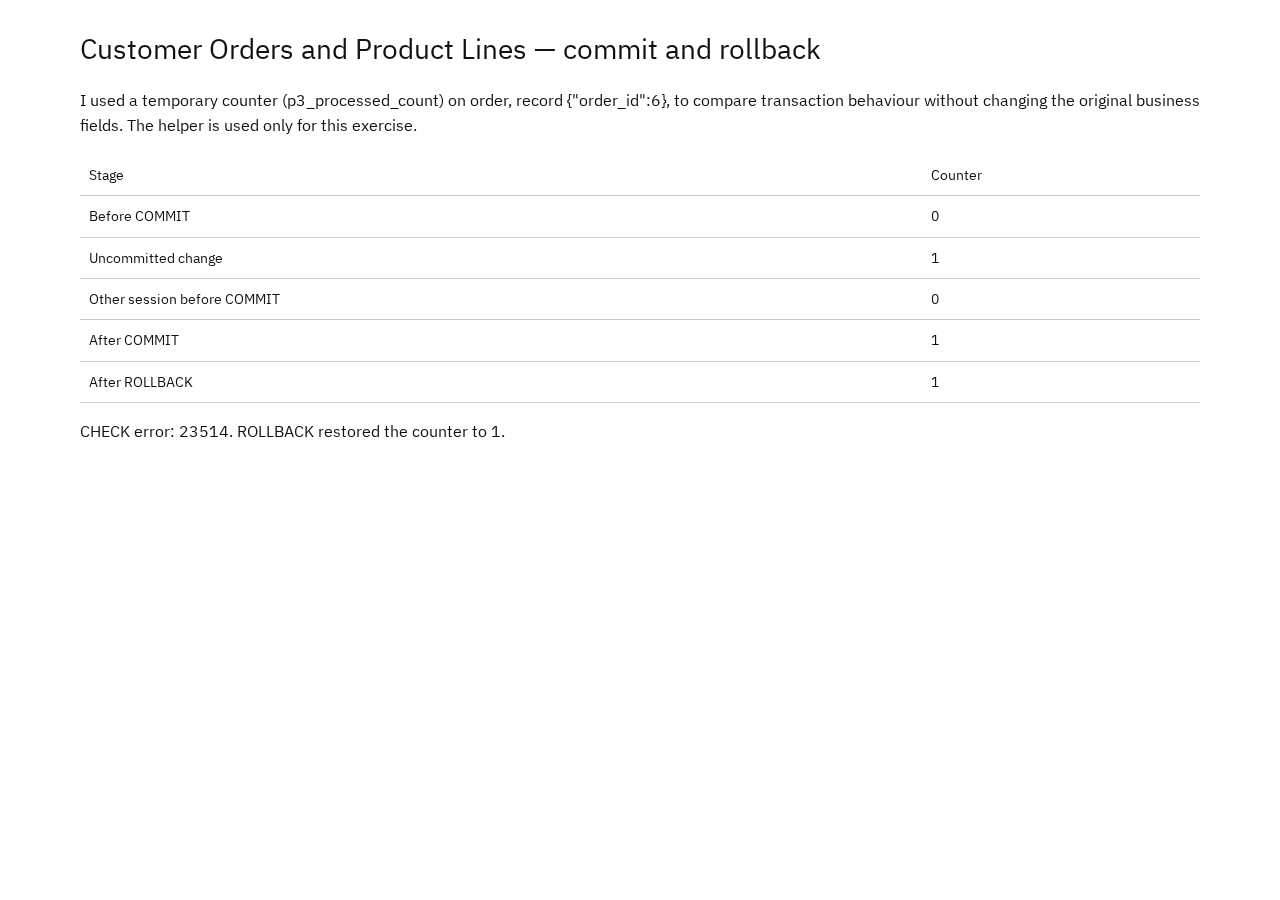 Customer Orders and Product Lines — commit and rollback
I used a temporary counter (p3_processed_count) on order, record {"order_id":6}, to compare transaction behaviour without changing the original business
fields. The helper is used only for this exercise.
Stage Counter
Before COMMIT 0
Uncommitted change 1
Other session before COMMIT 0
After COMMIT 1
After ROLLBACK 1
CHECK error: 23514. ROLLBACK restored the counter to 1.